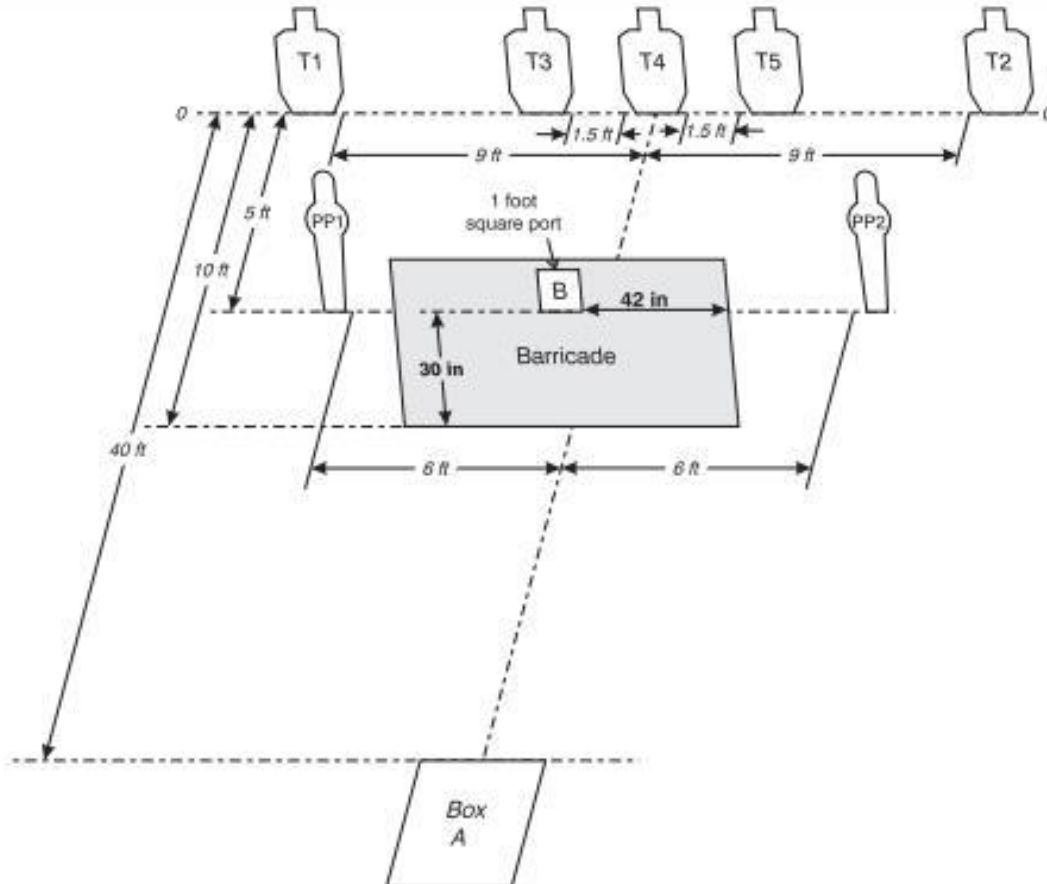 T1
T3
T4
T5
T2
0
1.5 ft
1.5 ft
9 ft
9 ft
5 ft
1 foot
square port
PP1
PP2
10 ft
B
42 in
Barricade
30 in
40 ft
6 ft
6 ft
Box
A